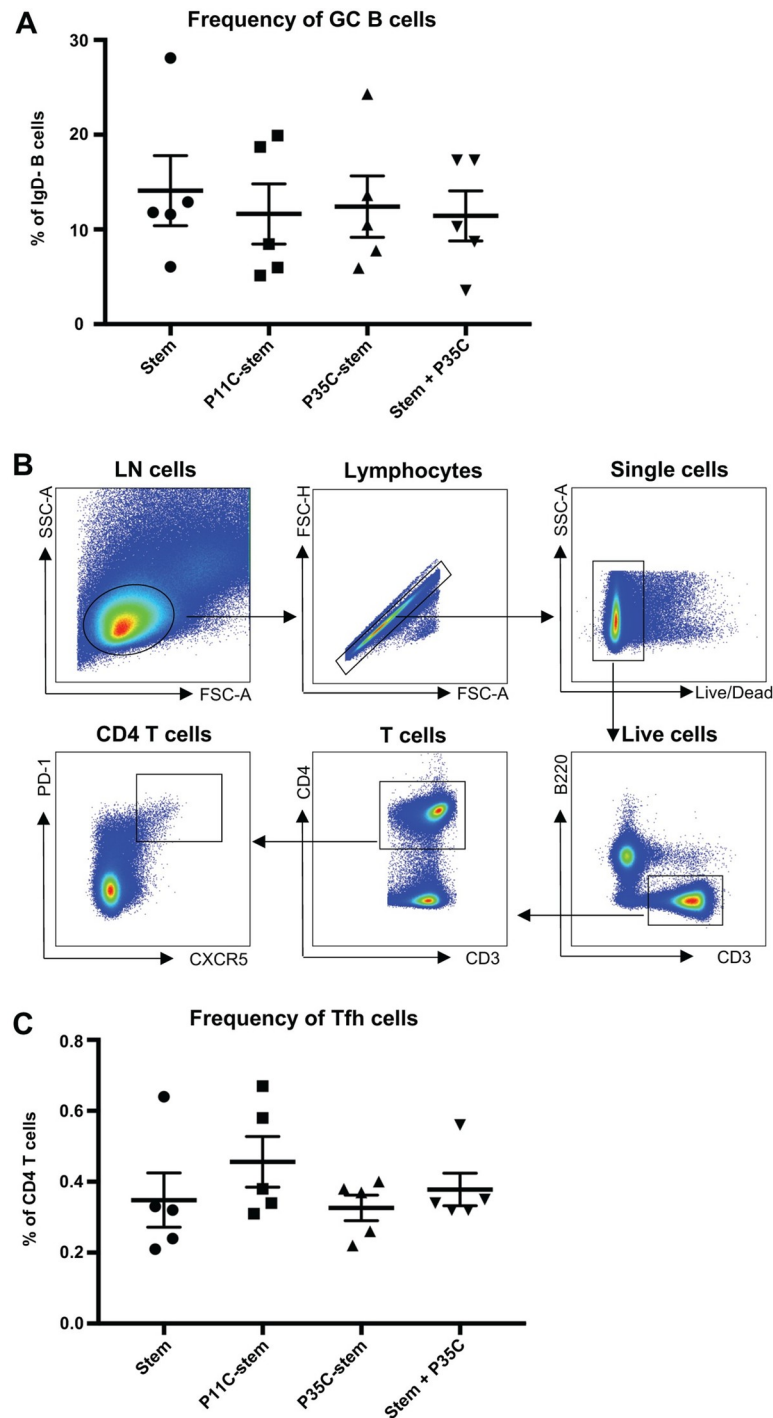 A
Frequency of GC B cells
% of IgD- B cells
30
20
10
0
Stem
P11C-stem
P35C-stem
Stem + P35C
B
LN cells
SSC-A
FSC-A
Lymphocytes
FSC-H
FSC-A
Single cells
SSC-A
Live/Dead
CD4 T cells
PD-1
CXCR5
T cells
CD4
CD3
Live cells
B220
CD3
C
Frequency of Tfh cells
% of CD4 T cells
0.8
0.6
0.4
0.2
0.0
Stem
P11C-stem
P35C-stem
Stem + P35C